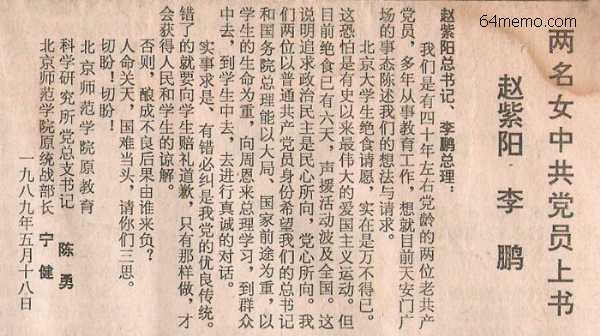 64memo.com
两名女中共党员上书
赵紫阳 李鹏
赵紫阳总书记、李鹏总理：
我们是有四十年左右党龄的两位老共产
党员，多年从事教育工作，想就目前天安门广
场的事态陈述我们的想法与请求。
北京大学生绝食请愿，实在是万不得已。
这恐怕是有史以来最伟大的爱国主义运动。但
目前绝食已有六天，声援活动波及全国。这
说明追求政治民主是民心所向，党心所向。我
们两位以普通共产党员身份希望我们的总书记
和国务院总理能以大局、国家前途为重，以
学生的生命为重，向周恩来总理学习，到群众
中去，到学生中去，去进行真诚的对话。
实事求是、有错必纠是我党的优良传统。
错了的就要向学生赔礼道歉，只有那样做，才
会获得人民和学生的谅解。
否则，酿成不良后果由谁来负？
人命关天，国难当头，请你们三思。
切盼！切盼！
北京师范学院原教育
科学研究所党总支书记 陈勇
北京师范学院原统战部长 宁健
一九八九年五月十八日